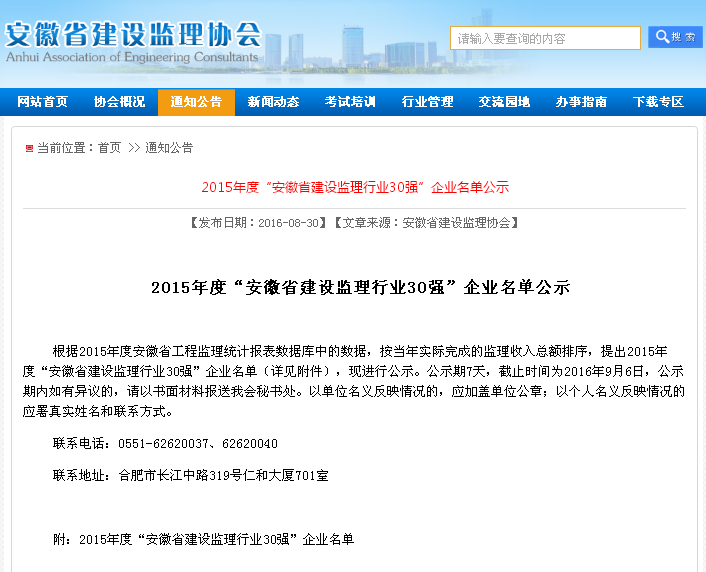 安徽省建设监理协会
Anhui Association of Engineering Consultants
请输入要查询的内容
搜 索
网站首页 协会概况 通知公告 新闻动态 考试培训 行业管理 交流园地 办事指南 下载专区
当前位置：首页 >> 通知公告
2015年度“安徽省建设监理行业30强”企业名单公示
【发布日期：2016-08-30】【文章来源：安徽省建设监理协会】
2015年度“安徽省建设监理行业30强”企业名单公示
根据2015年度安徽省工程监理统计报表数据库中的数据，按当年实际完成的监理收入总额排序，提出2015年
度“安徽省建设监理行业30强”企业名单（详见附件），现进行公示。公示期7天，截止时间为2016年9月6日，公示
期内如有异议的，请以书面材料报送我会秘书处。以单位名义反映情况的，应加盖单位公章；以个人名义反映情况的
应署真实姓名和联系方式。
联系电话：0551-62620037、62620040
联系地址：合肥市长江中路319号仁和大厦701室
附：2015年度“安徽省建设监理行业30强”企业名单